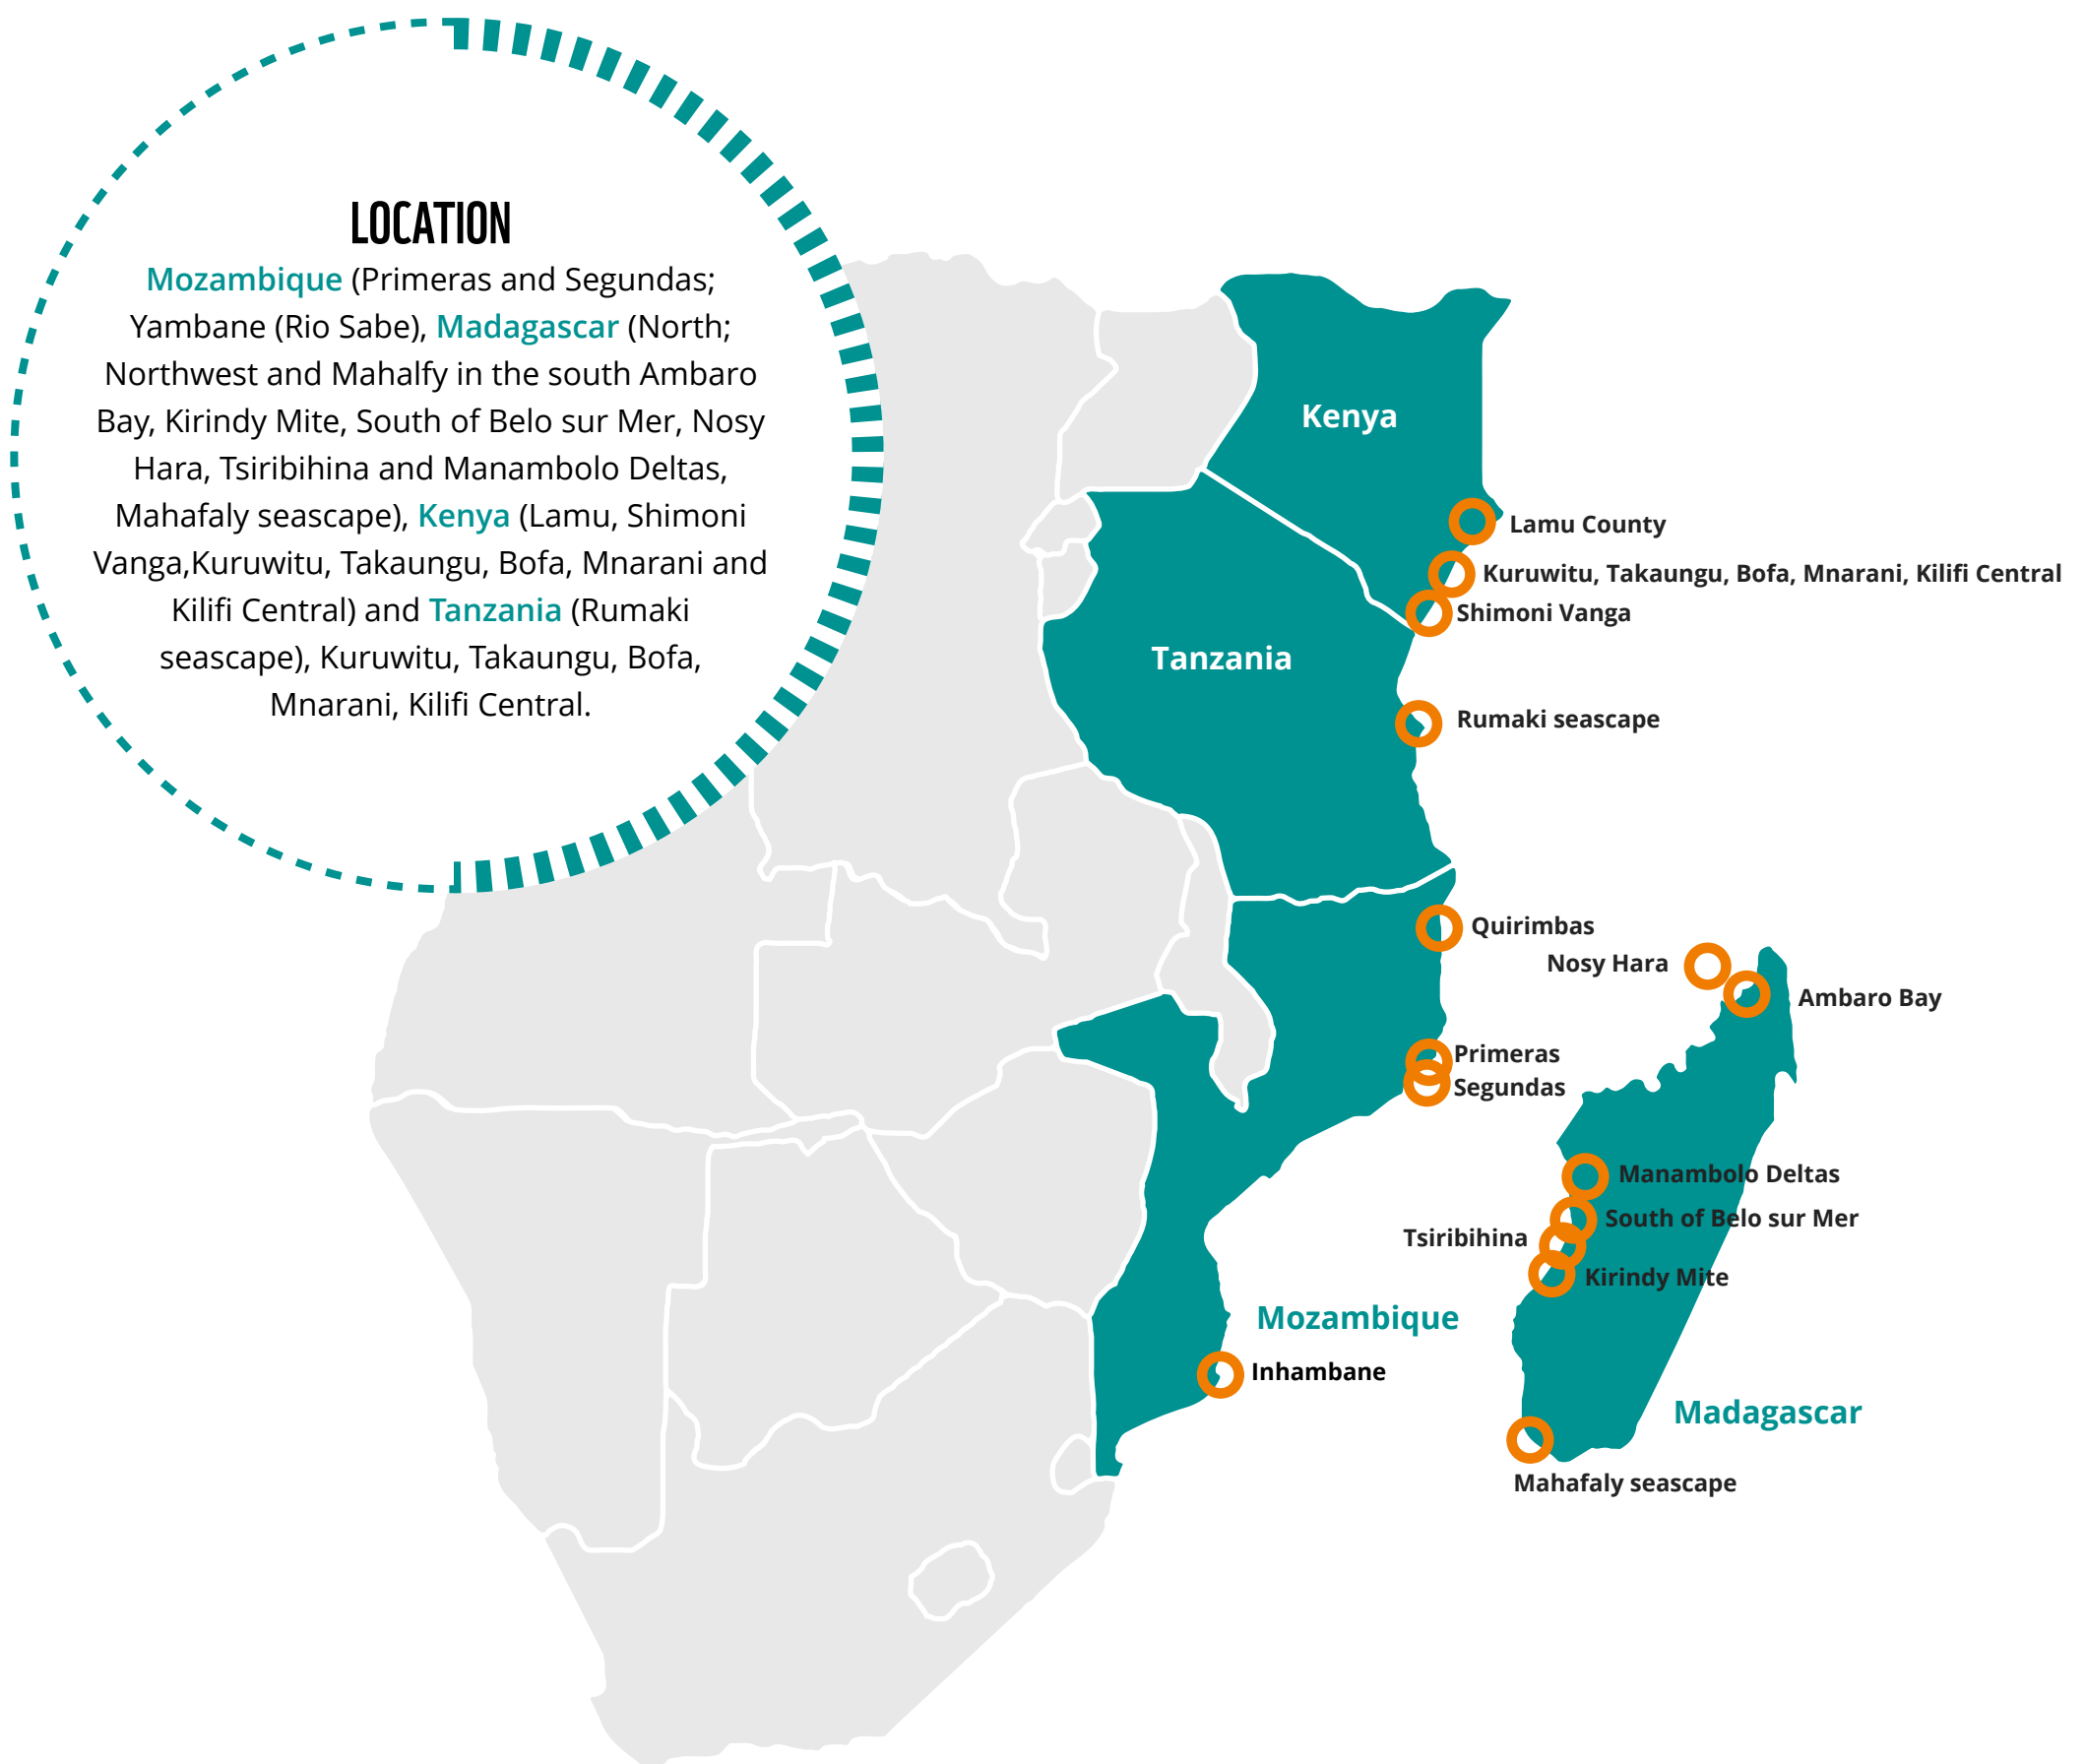 LOCATION
Mozambique (Primeras and Segundas;
Yambane (Rio Sabe), Madagascar (North;
Northwest and Mahalfy in the south Ambaro
Bay, Kirindy Mite, South of Belo sur Mer, Nosy
Hara, Tsiribihina and Manambolo Deltas,
Mahafaly seascape), Kenya (Lamu, Shimoni
Vanga,Kuruwitu, Takaungu, Bofa, Mnarani and
Kilifi Central) and Tanzania (Rumaki
seascape), Kuruwitu, Takaungu, Bofa,
Mnarani, Kilifi Central.
Kenya
Lamu County
Kuruwitu, Takaungu, Bofa, Mnarani, Kilifi Central
Shimoni Vanga
Tanzania
Rumaki seascape
Quirimbas
Nosy Hara
Ambaro Bay
Primeras
Segundas
Manambolo Deltas
South of Belo sur Mer
Tsiribihina
Kirindy Mite
Mozambique
Inhambane
Madagascar
Mahafaly seascape